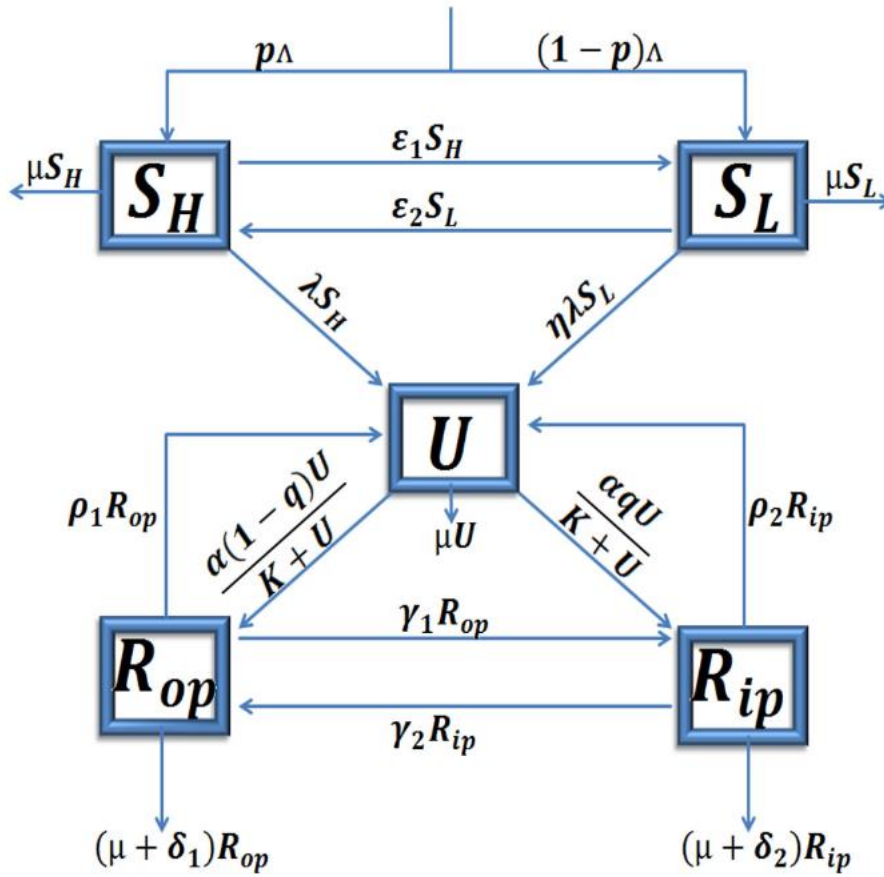 pΛ
(1 − p)Λ
μS_H
S_H
ε₁S_H
ε₂S_L
S_L
μS_L
λS_H
ηλS_L
U
ρ₁R_op
α(1 − q)U
K + U
μU
αqU
K + U
ρ₂R_ip
R_op
γ₁R_op
γ₂R_ip
R_ip
(μ + δ₁)R_op
(μ + δ₂)R_ip